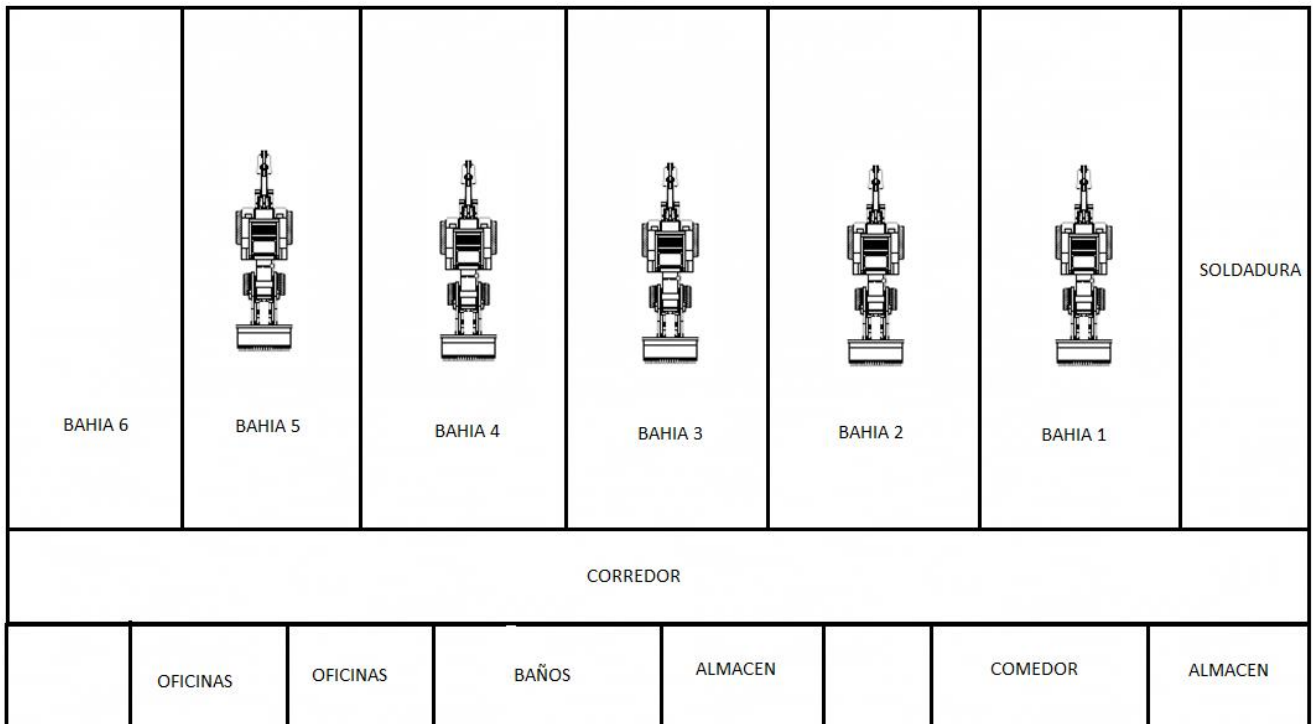 SOLDADURA
BAHIA 6
BAHIA 5
BAHIA 4
BAHIA 3
BAHIA 2
BAHIA 1
CORREDOR
OFICINAS
OFICINAS
BAÑOS
ALMACEN
COMEDOR
ALMACEN